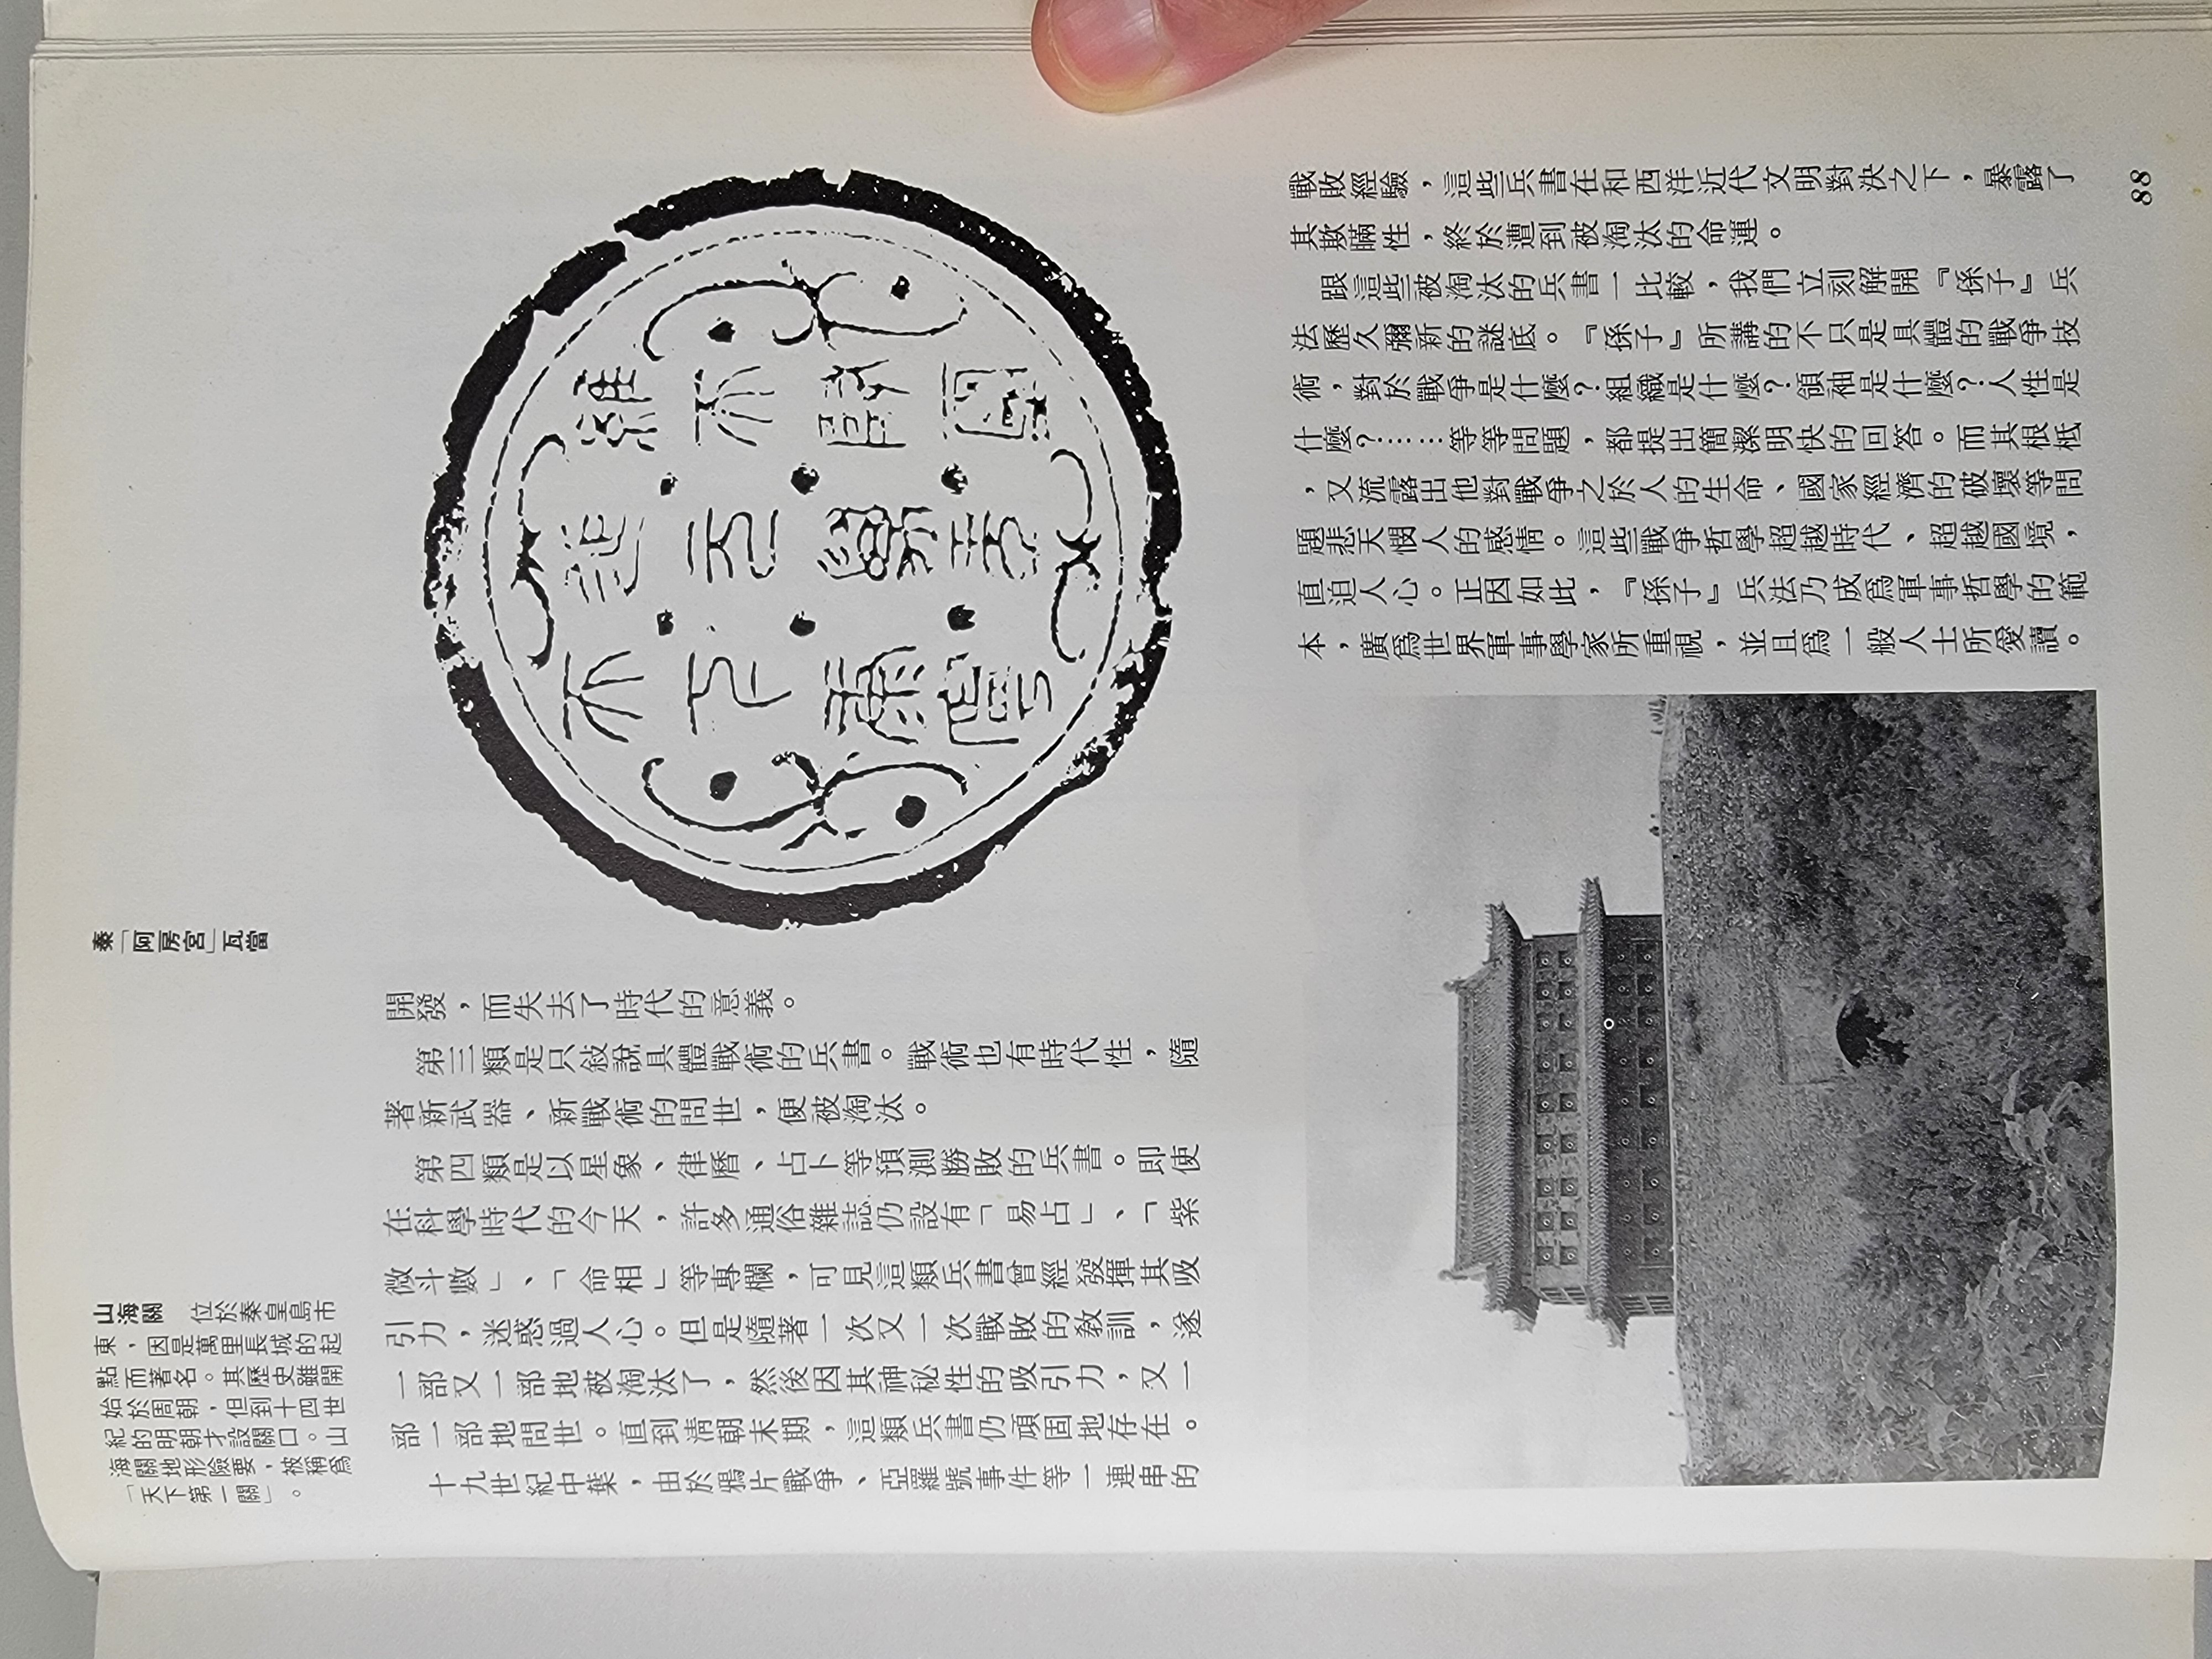 秦「阿房宮」瓦當
維天降靈
延元萬年
天下康寧
山海關　位於秦皇島市
東，因是萬里長城的起
點而著名。其歷史雖開
始於周朝，但到十四世
紀的明朝才設關口。山
海關地形險要，被稱爲
「天下第一關」。
開發，而失去了時代的意義。
第三類是只敍說具體戰術的兵書。戰術也有時代性，隨
著新武器、新戰術的問世，便被淘汰。
第四類是以星象、律曆、占卜等預測勝敗的兵書。即使
在科學時代的今天，許多通俗雜誌仍設有「易占」、「紫
微斗數」、「命相」等專欄，可見這類兵書曾經發揮其吸
引力，迷惑過人心。但是隨著一次又一次戰敗的教訓，遂
一部又一部地被淘汰了，然後因其神秘性的吸引力，又一
部一部地問世。直到清朝末期，這類兵書仍頑固地存在。
十九世紀中葉，由於鴉片戰爭、亞羅號事件等一連串的
戰敗經驗，這些兵書在和西洋近代文明對決之下，暴露了
其欺瞞性，終於遭到被淘汰的命運。
跟這些被淘汰的兵書一比較，我們立刻解開『孫子』兵
法歷久彌新的謎底。『孫子』所講的不只是具體的戰爭技
術，對於戰爭是什麼？組織是什麼？領袖是什麼？人性是
什麼？……等等問題，都提出簡潔明快的回答。而其根柢
，又流露出他對戰爭之於人的生命、國家經濟的破壞等問
題悲天憫人的感情。這些戰爭哲學超越時代、超越國境，
直迫人心。正因如此，『孫子』兵法乃成爲軍事哲學的範
本，廣爲世界軍事學家所重視，並且爲一般人士所愛讀。
88